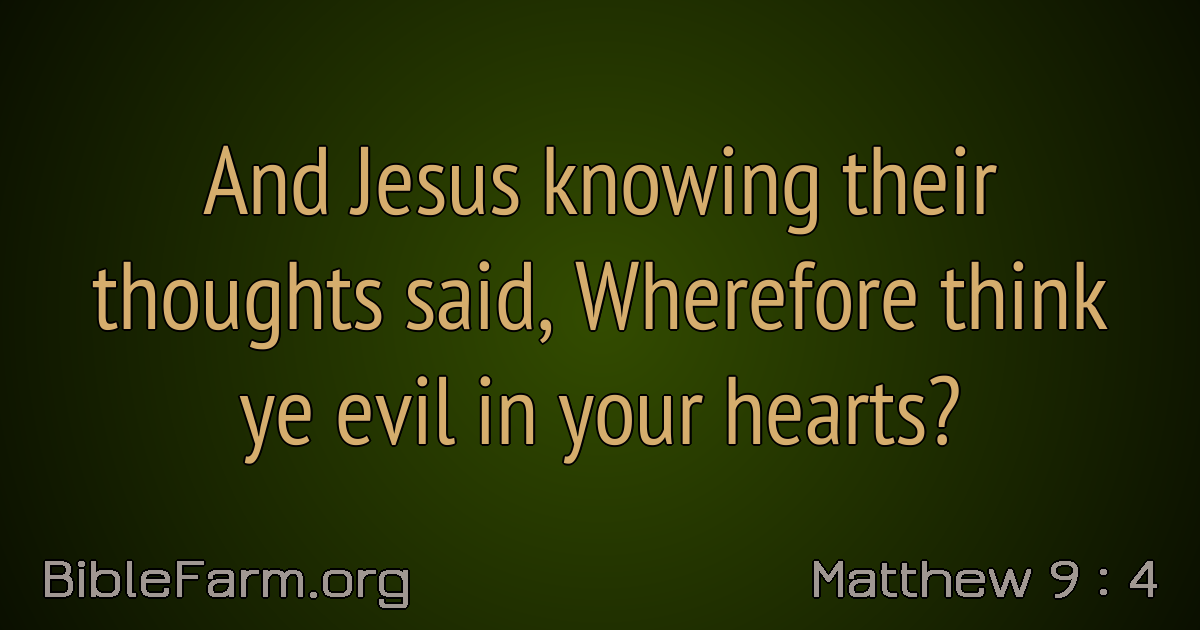 And Jesus knowing their
thoughts said, Wherefore think
ye evil in your hearts?
BibleFarm.org
Matthew 9 : 4